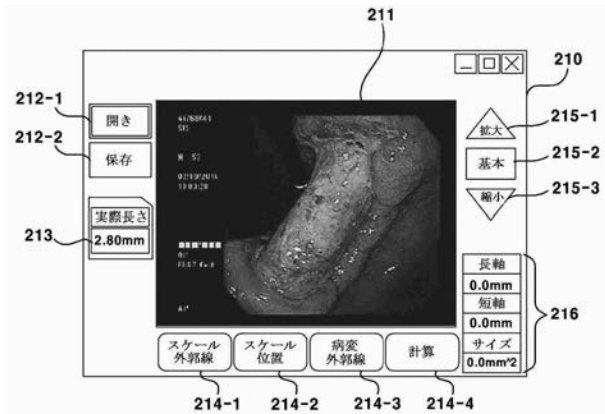 211
210
212-1
開き
212-2
保存
拡大
215-1
基本
215-2
縮小
215-3
実際長さ
213
2.80mm
長軸
0.0mm
短軸
0.0mm
216
サイズ
0.0mm^2
スケール
外郭線
スケール
位置
病変
外郭線
計算
214-1
214-2
214-3
214-4